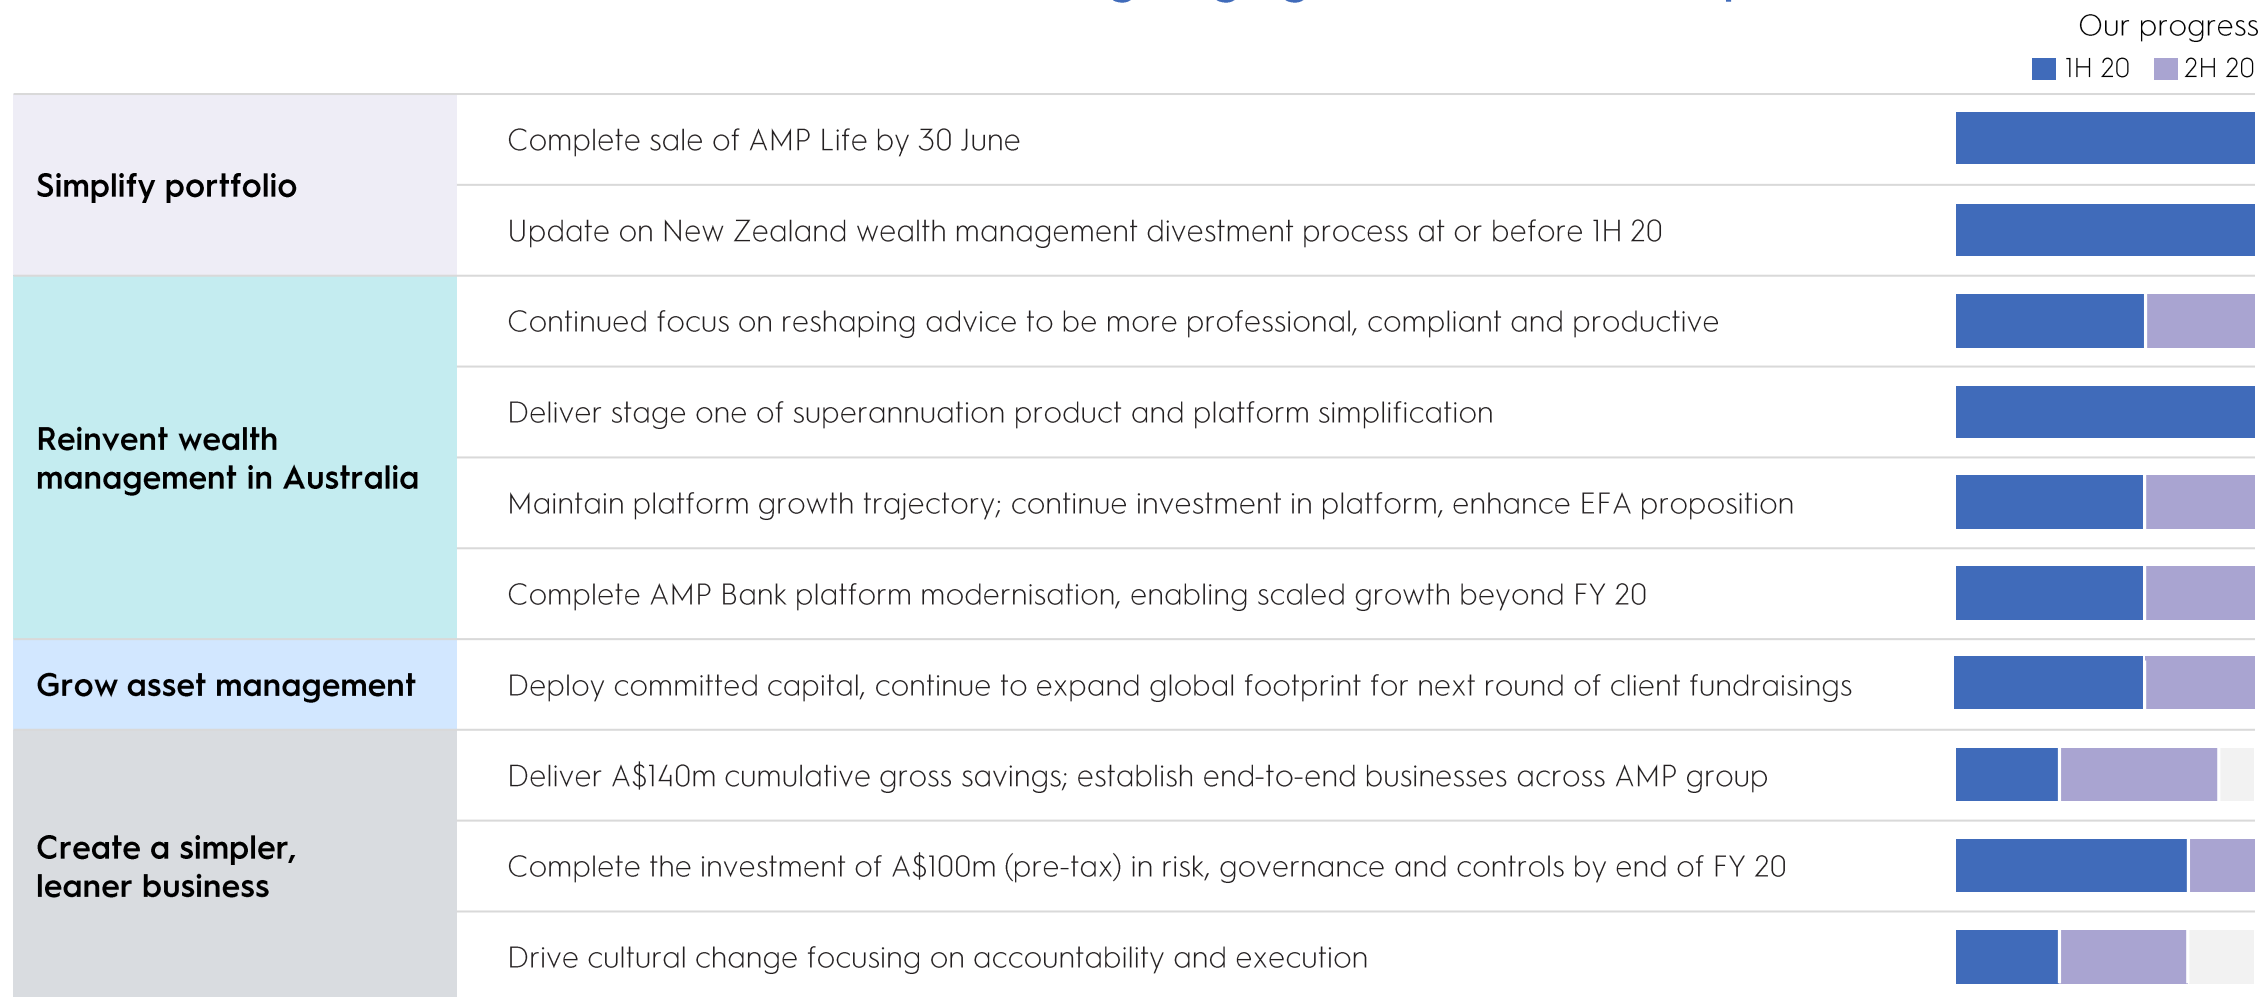 Our progress
1H 20 2H 20
Simplify portfolio
Complete sale of AMP Life by 30 June
Update on New Zealand wealth management divestment process at or before 1H 20
Reinvent wealth
management in Australia
Continued focus on reshaping advice to be more professional, compliant and productive
Deliver stage one of superannuation product and platform simplification
Maintain platform growth trajectory; continue investment in platform, enhance EFA proposition
Complete AMP Bank platform modernisation, enabling scaled growth beyond FY 20
Grow asset management
Deploy committed capital, continue to expand global footprint for next round of client fundraisings
Create a simpler,
leaner business
Deliver A$140m cumulative gross savings; establish end-to-end businesses across AMP group
Complete the investment of A$100m (pre-tax) in risk, governance and controls by end of FY 20
Drive cultural change focusing on accountability and execution